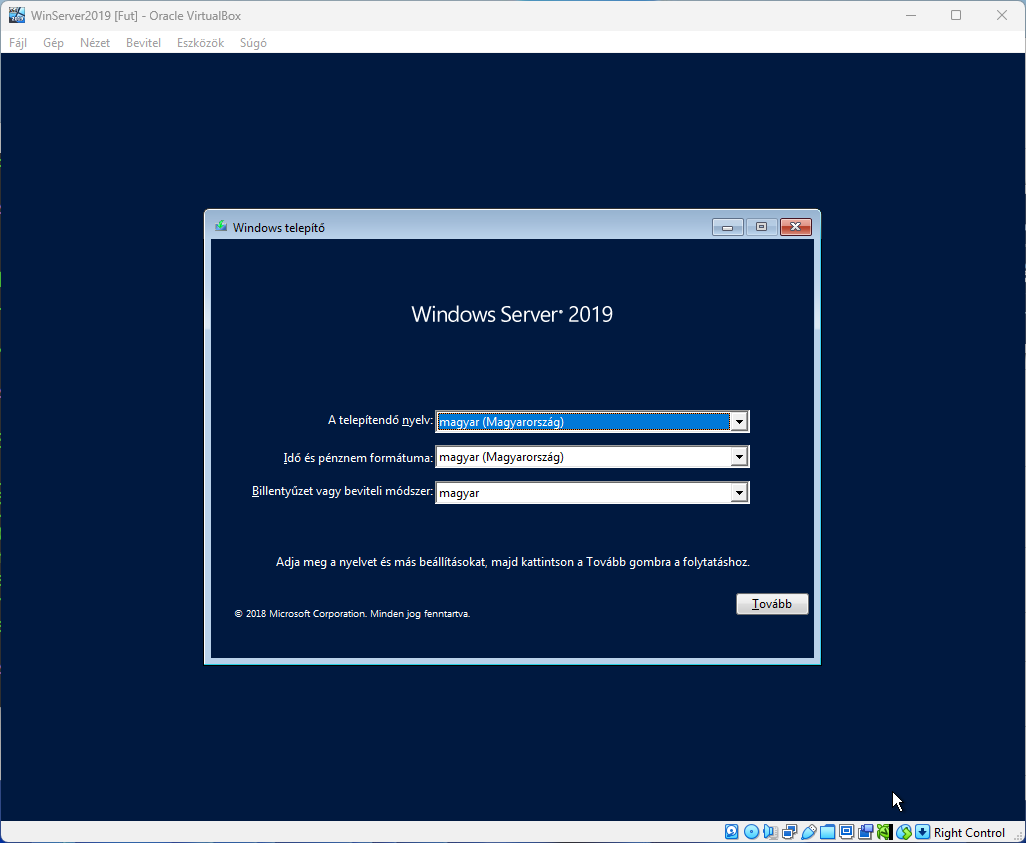 WinServer2019 [Fut] - Oracle VirtualBox
Fájl Gép Nézet Bevitel Eszközök Súgó
Windows telepítő
Windows Server® 2019
A telepítendő nyelv: magyar (Magyarország)
Idő és pénznem formátuma: magyar (Magyarország)
Billentyűzet vagy beviteli módszer: magyar
Adja meg a nyelvet és más beállításokat, majd kattintson a Tovább gombra a folytatáshoz.
Tovább
© 2018 Microsoft Corporation. Minden jog fenntartva.
Right Control